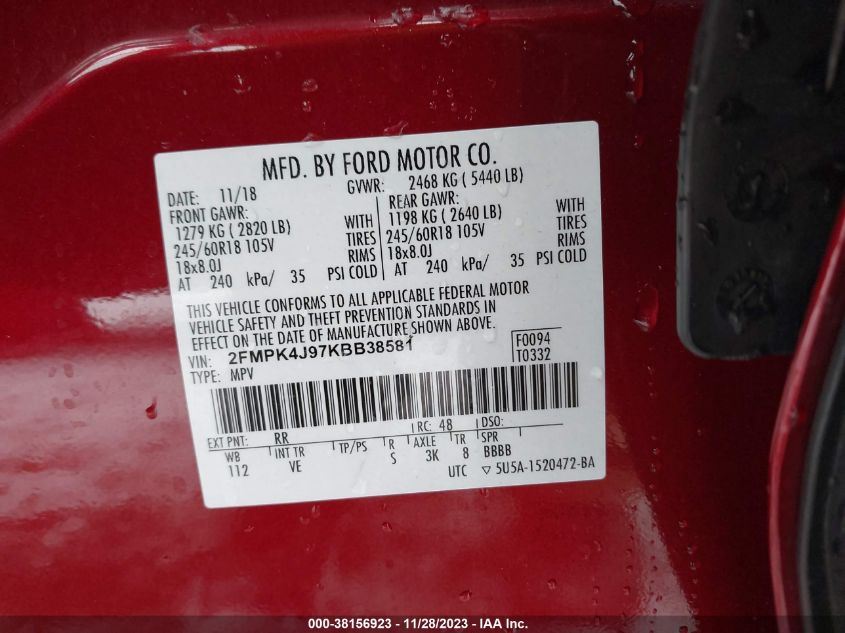 MFD. BY FORD MOTOR CO.
DATE: 11/18 GVWR: 2468 KG ( 5440 LB)
FRONT GAWR: REAR GAWR:
1279 KG ( 2820 LB) WITH 1198 KG ( 2640 LB) WITH
245/60R18 105V TIRES 245/60R18 105V TIRES
18x8.0J RIMS 18x8.0J RIMS
AT 240 kPa/ 35 PSI COLD AT 240 kPa/ 35 PSI COLD
THIS VEHICLE CONFORMS TO ALL APPLICABLE FEDERAL MOTOR
VEHICLE SAFETY AND THEFT PREVENTION STANDARDS IN
EFFECT ON THE DATE OF MANUFACTURE SHOWN ABOVE.
VIN: 2FMPK4J97KBB38581 F0094
TYPE: MPV T0332
EXT PNT: RR RC: 48 DSO:
WB INT TR TP/PS R AXLE TR SPR
112 VE S 3K 8 BBBB
UTC ▽ 5U5A-1520472-BA
000-38156923 - 11/28/2023 - IAA Inc.